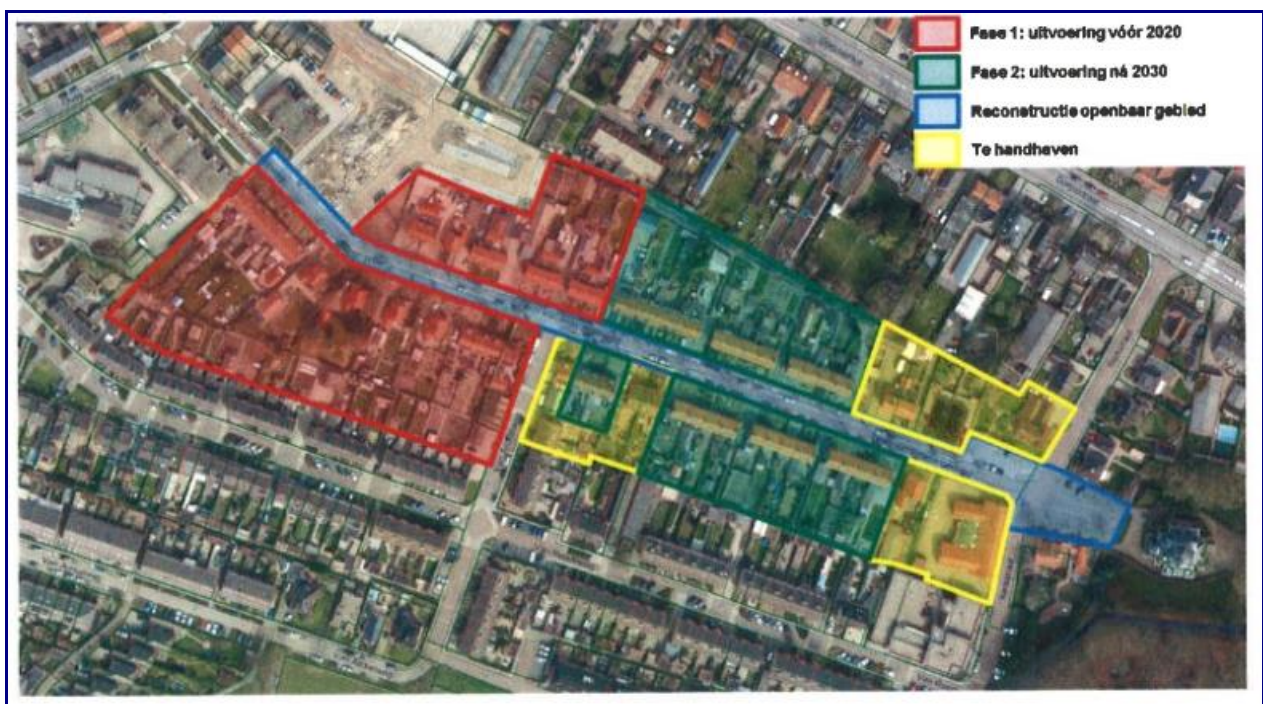 Fase 1: uitvoering vóór 2020
Fase 2: uitvoering ná 2030
Reconstructie openbaar gebied
Te handhaven